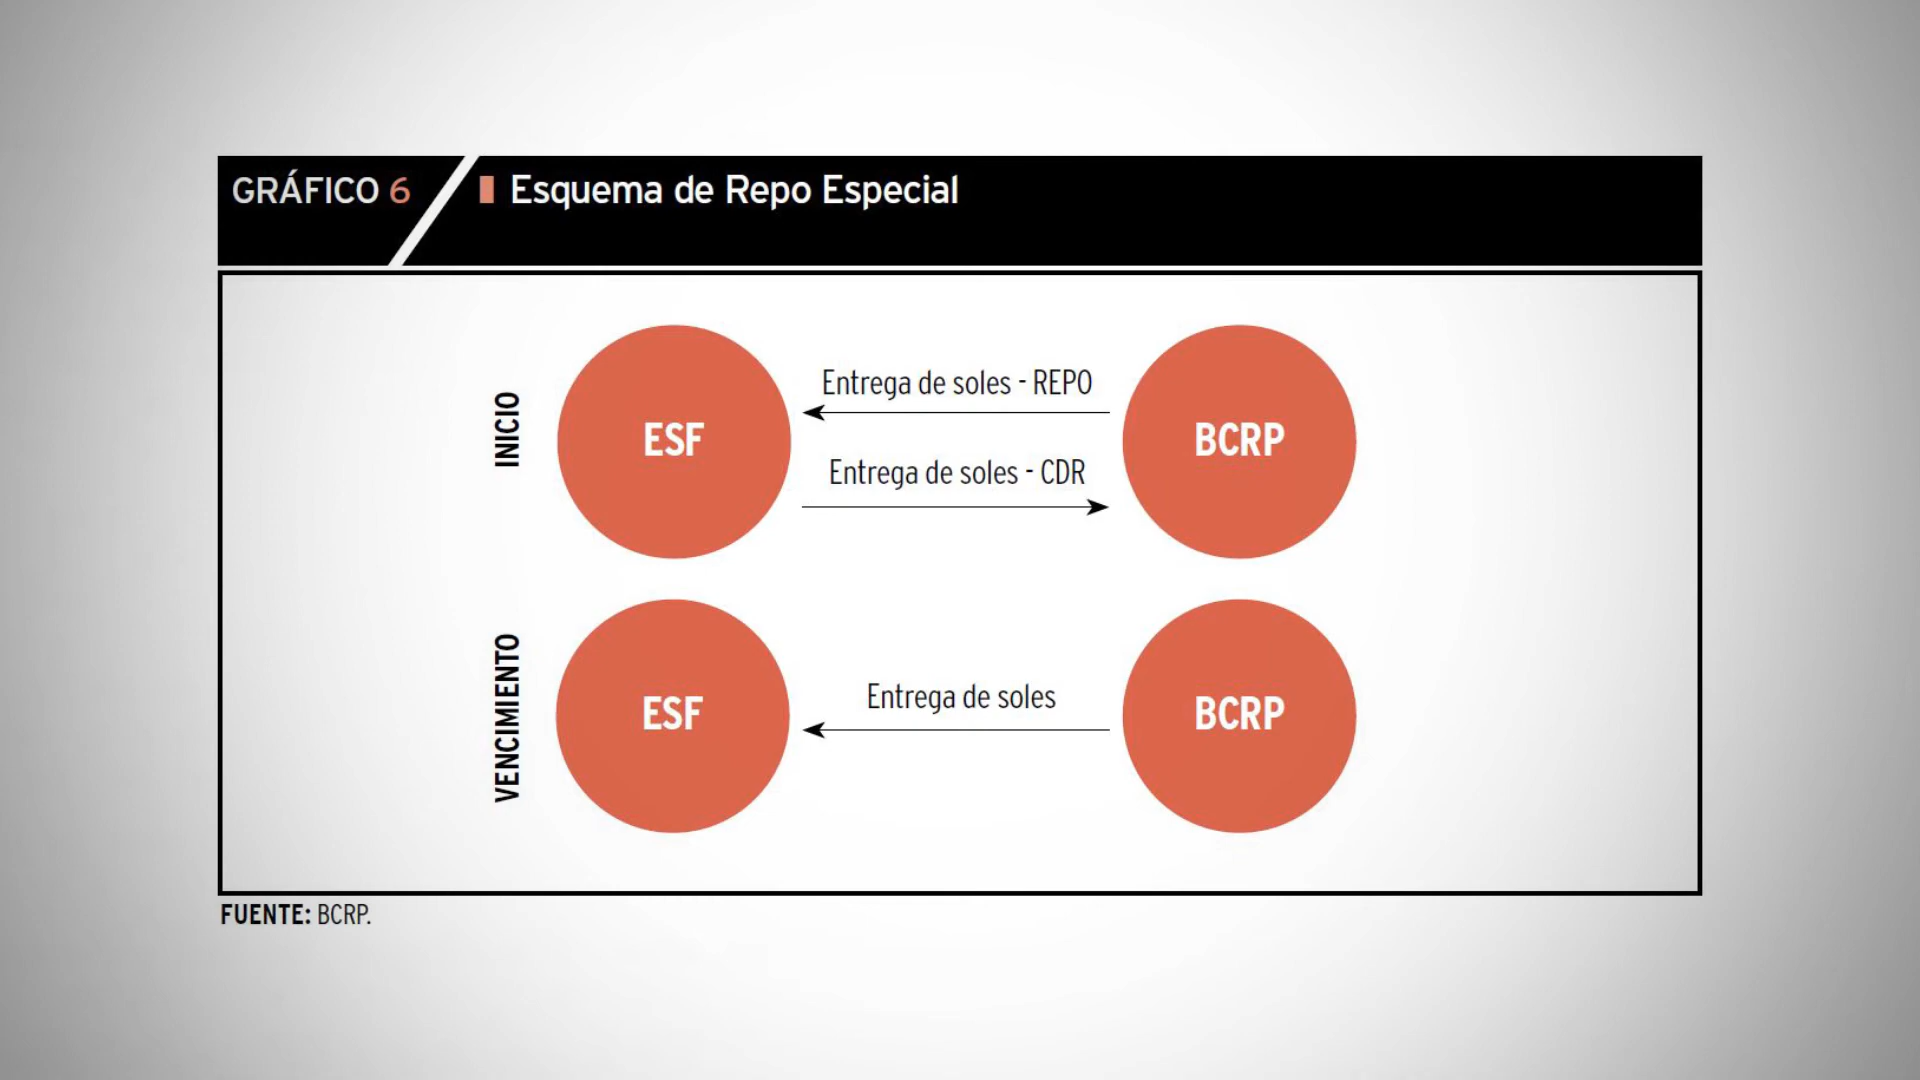 GRÁFICO 6
Esquema de Repo Especial
INICIO
ESF
Entrega de soles - REPO
Entrega de soles - CDR
BCRP
VENCIMIENTO
ESF
Entrega de soles
BCRP
FUENTE: BCRP.